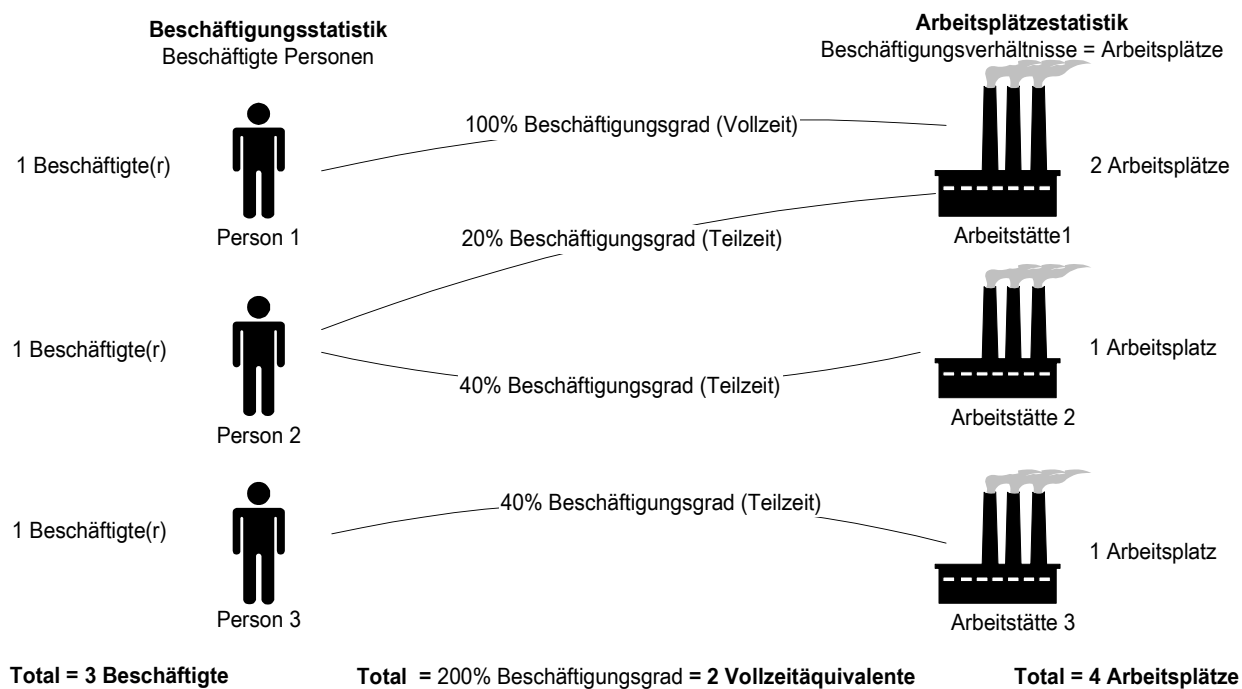 Beschäftigungsstatistik
Beschäftigte Personen
Arbeitsplätzestatistik
Beschäftigungsverhältnisse = Arbeitsplätze
1 Beschäftigte(r)
Person 1
100% Beschäftigungsgrad (Vollzeit)
2 Arbeitsplätze
Arbeitstätte1
20% Beschäftigungsgrad (Teilzeit)
1 Beschäftigte(r)
Person 2
40% Beschäftigungsgrad (Teilzeit)
1 Arbeitsplatz
Arbeitstätte 2
1 Beschäftigte(r)
Person 3
40% Beschäftigungsgrad (Teilzeit)
1 Arbeitsplatz
Arbeitstätte 3
Total = 3 Beschäftigte
Total = 200% Beschäftigungsgrad = 2 Vollzeitäquivalente
Total = 4 Arbeitsplätze